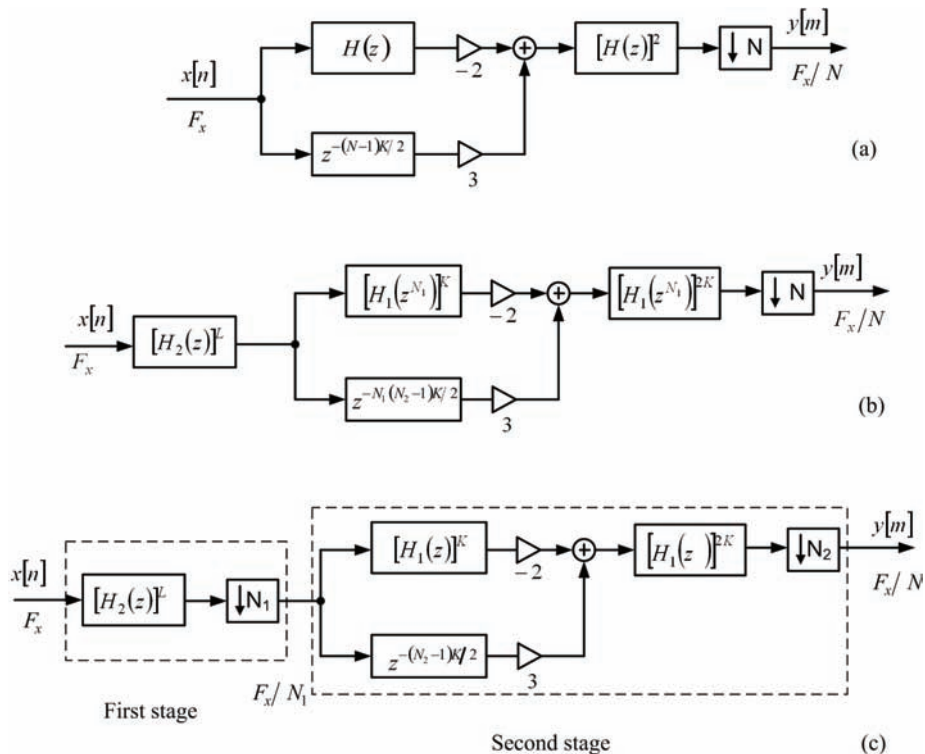 y[m]
H(z)
-2
+
[H(z)]^2
↓ N
x[n]
F_x/N
F_x
z^{-(N-1)K/2}
3
(a)
y[m]
[H_1(z^{N_1})]^K
-2
+
[H_1(z^{N_1})]^{2K}
↓ N
x[n]
[H_2(z)]^L
F_x/N
F_x
z^{-N_1(N_2-1)K/2}
3
(b)
y[m]
[H_1(z)]^K
-2
+
[H_1(z)]^{2K}
↓N_2
x[n]
[H_2(z)]^L
↓N_1
F_x/N
F_x
z^{-(N_2-1)K/2}
3
F_x/N_1
First stage
Second stage
(c)